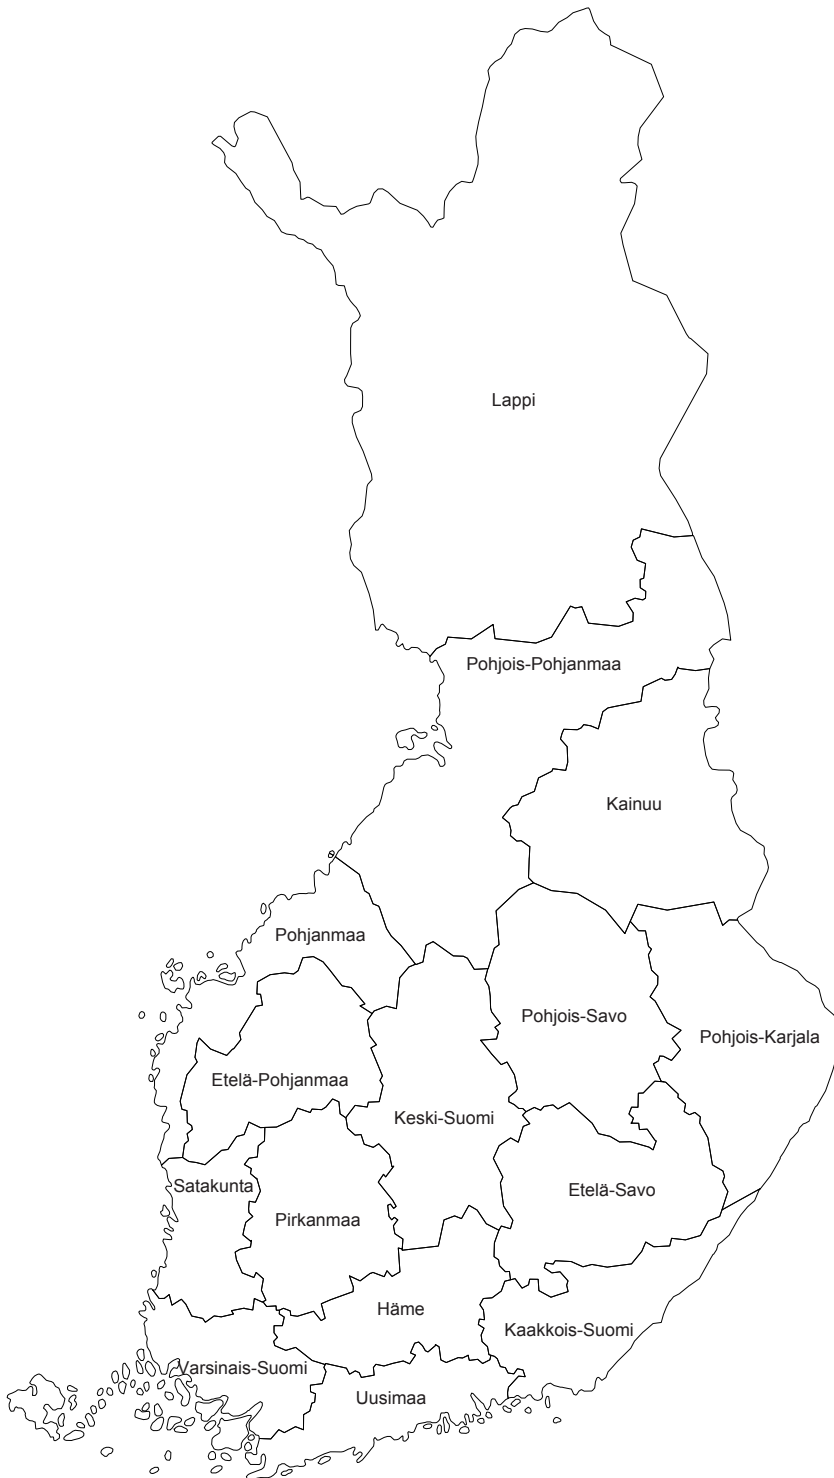 Lappi
Pohjois-Pohjanmaa
Kainuu
Pohjanmaa
Pohjois-Savo
Pohjois-Karjala
Etelä-Pohjanmaa
Keski-Suomi
Satakunta
Etelä-Savo
Pirkanmaa
Häme
Kaakkois-Suomi
Varsinais-Suomi
Uusimaa